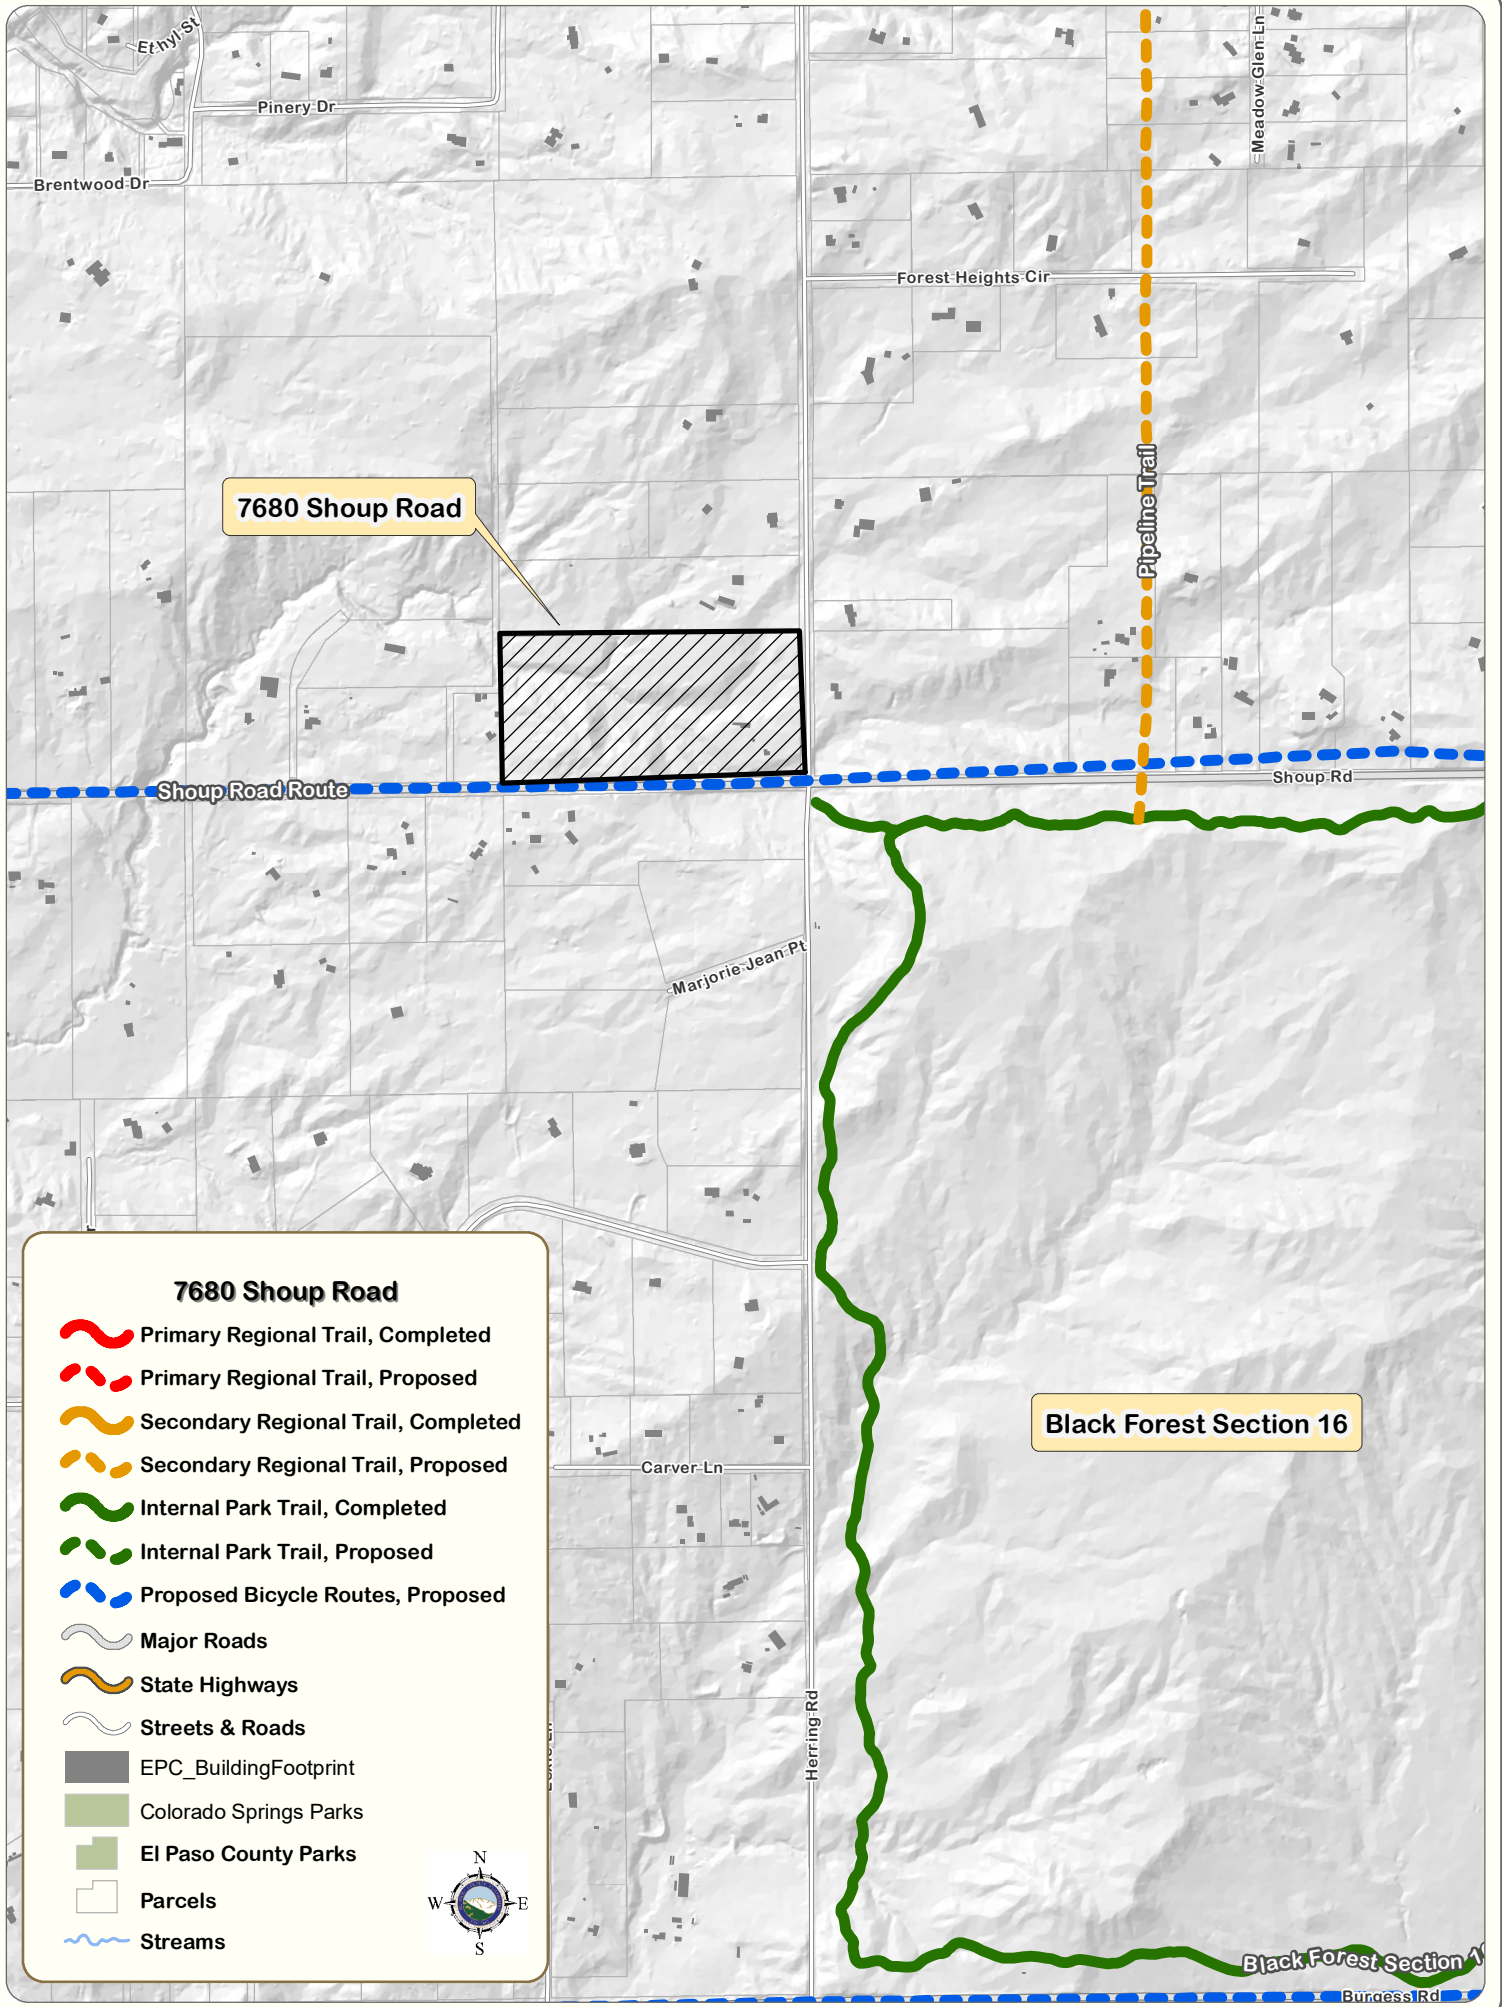 Ethyl St
Meadow Glen Ln
Pinery Dr
Brentwood Dr
Forest Heights Cir
7680 Shoup Road
Pipeline Trail
Shoup Rd
Shoup Road Route
Marjorie Jean Pt
7680 Shoup Road
Primary Regional Trail, Completed
Primary Regional Trail, Proposed
Secondary Regional Trail, Completed
Secondary Regional Trail, Proposed
Internal Park Trail, Completed
Internal Park Trail, Proposed
Proposed Bicycle Routes, Proposed
Major Roads
State Highways
Streets & Roads
EPC_BuildingFootprint
Colorado Springs Parks
El Paso County Parks
Parcels
Streams
N
W E
S
Black Forest Section 16
Carver Ln
Herring Rd
Black Forest Section 1
Burgess Rd